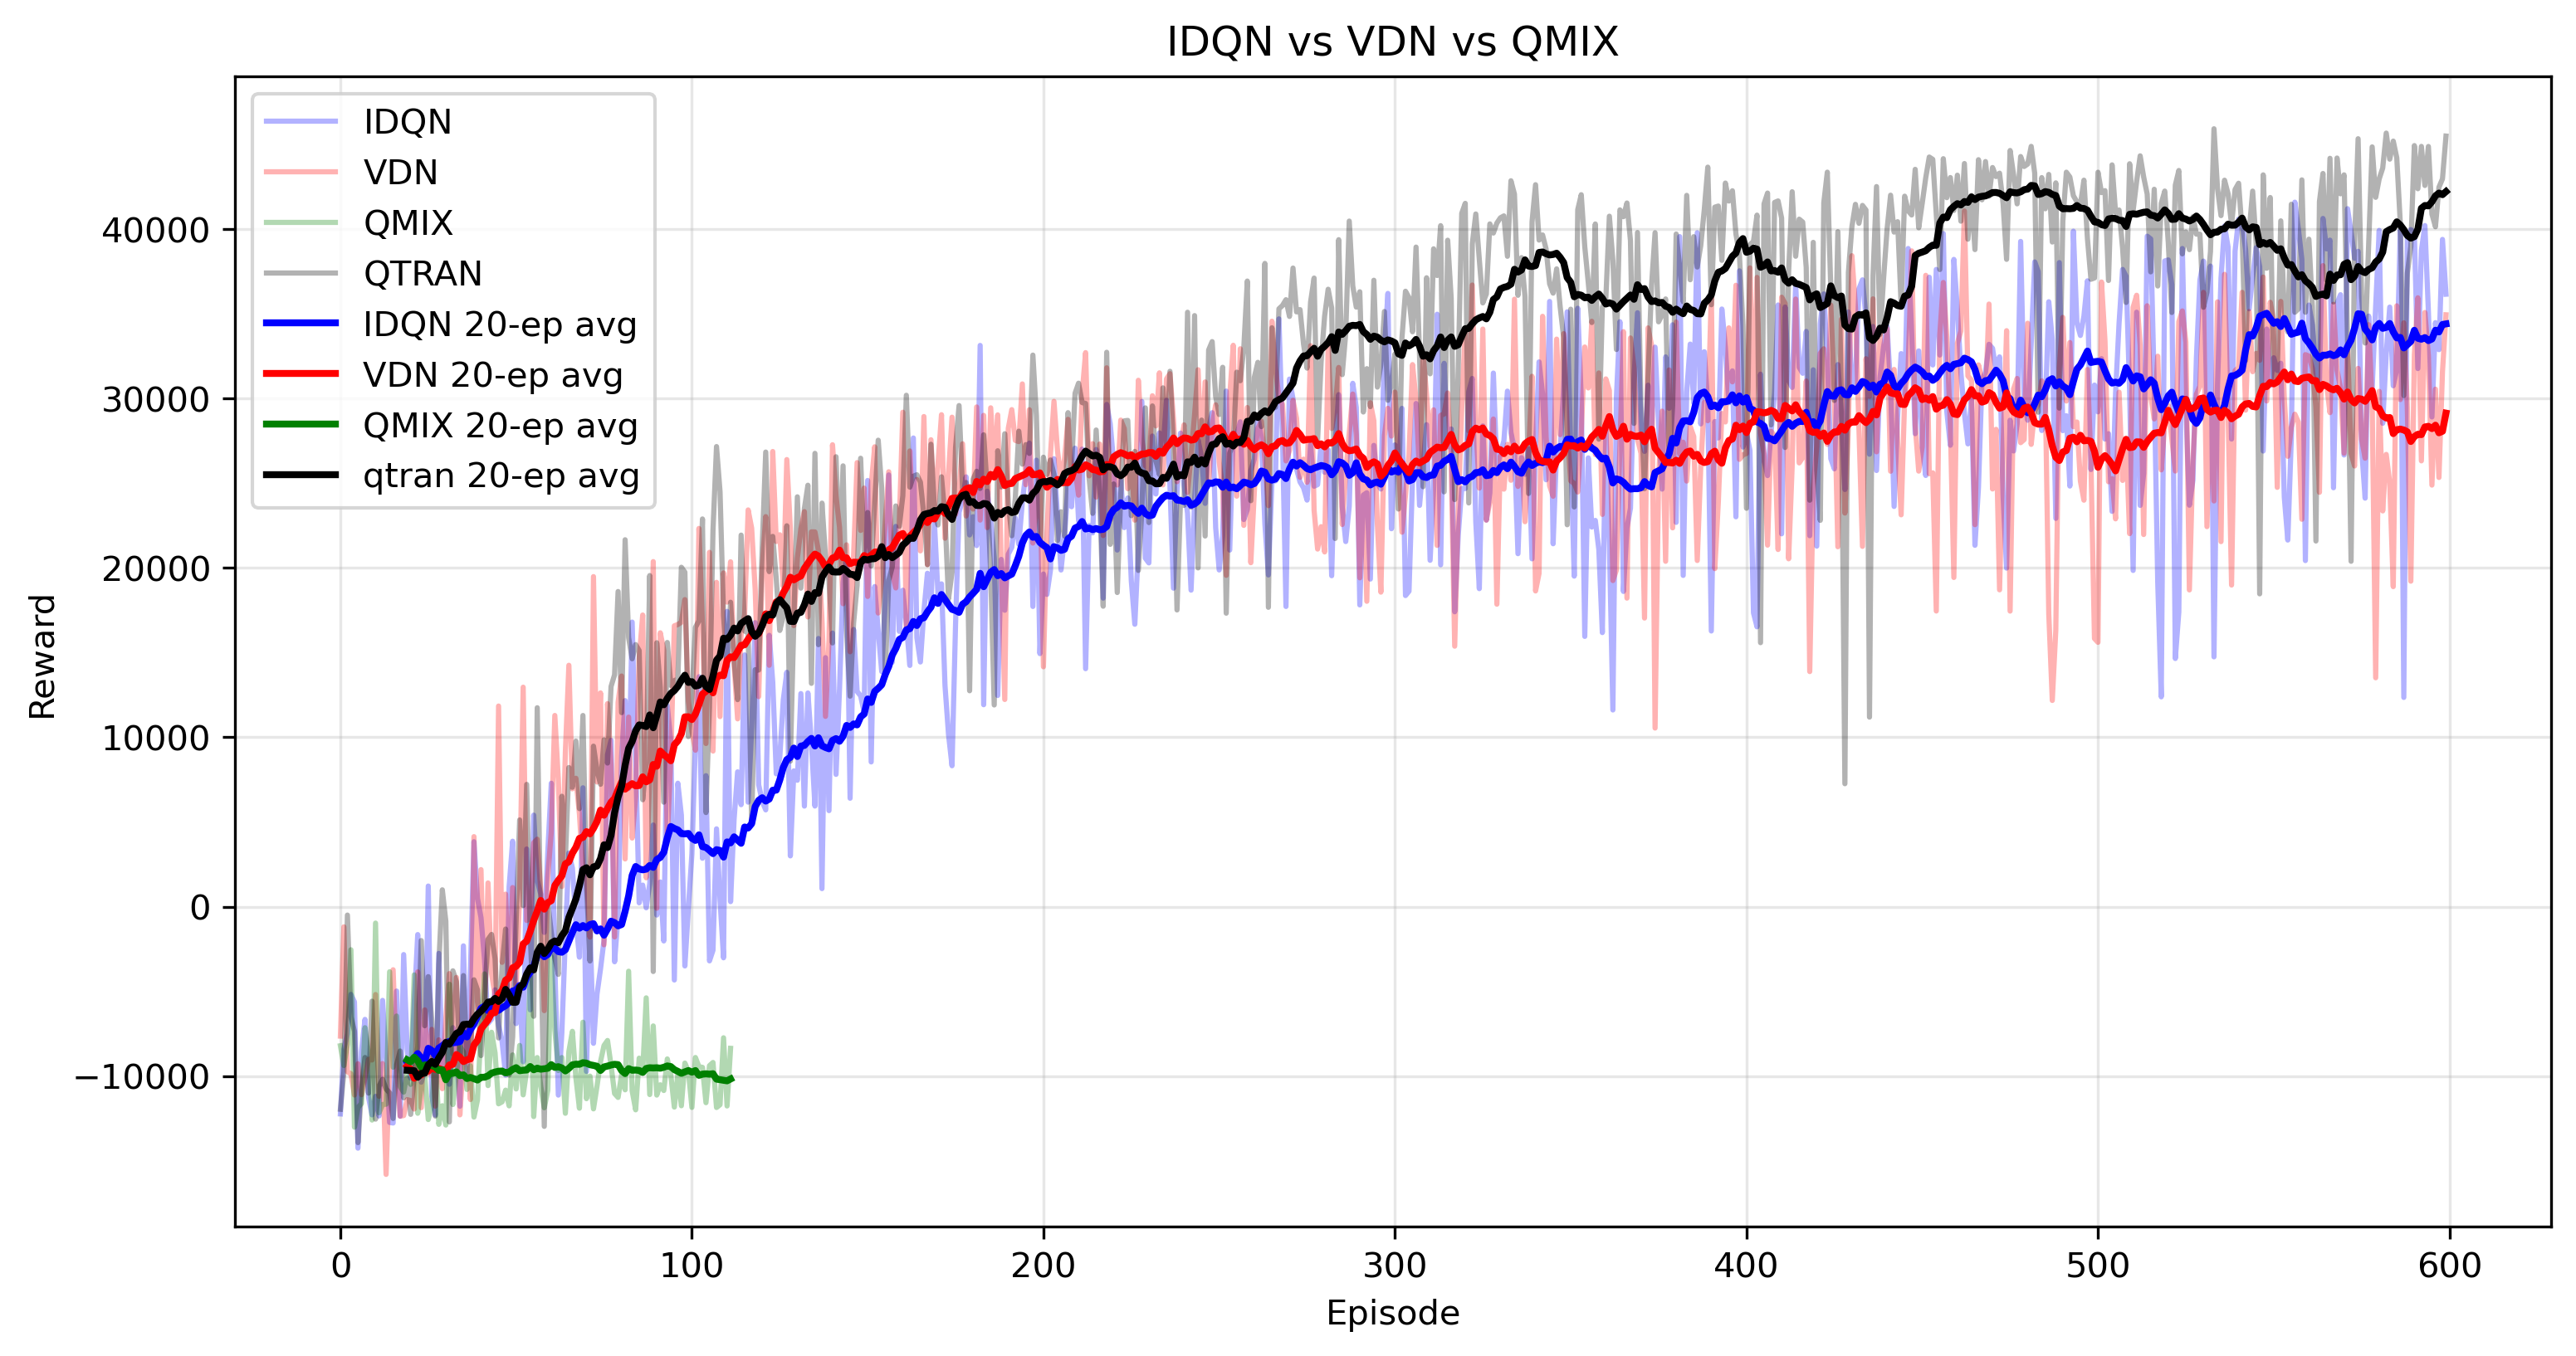 IDQN vs VDN vs QMIX
IDQN
VDN
QMIX
QTRAN
IDQN 20-ep avg
VDN 20-ep avg
QMIX 20-ep avg
qtran 20-ep avg
40000
30000
20000
10000
0
−10000
Reward
0 100 200 300 400 500 600
Episode